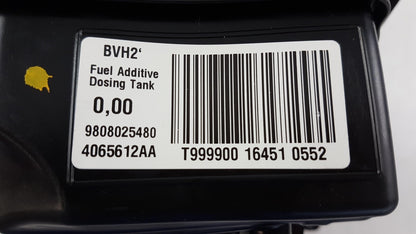 BVH2'
Fuel Additive
Dosing Tank
0,00
9808025480
4065612AA
T999900 16451 0552